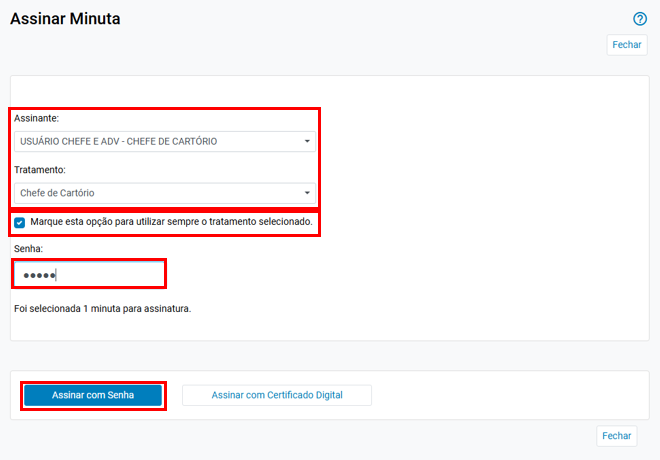 Assinar Minuta
Fechar
Assinante:
USUÁRIO CHEFE E ADV - CHEFE DE CARTÓRIO
Tratamento:
Chefe de Cartório
Marque esta opção para utilizar sempre o tratamento selecionado.
Senha:
•••••
Foi selecionada 1 minuta para assinatura.
Assinar com Senha
Assinar com Certificado Digital
Fechar